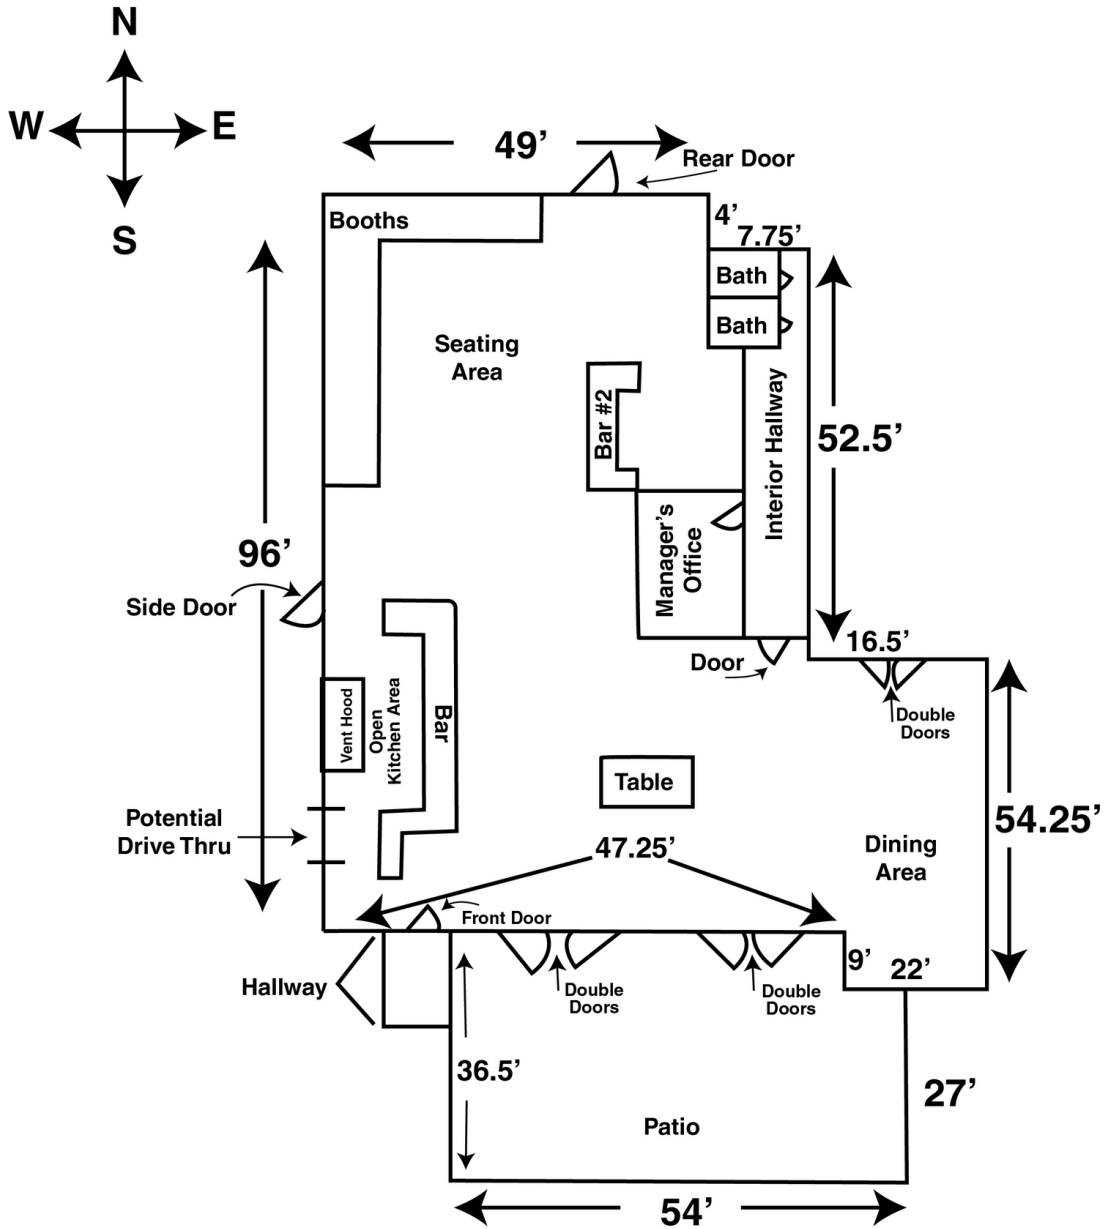 N
W
E
S
49’
Rear Door
Booths
4’
7.75’
Bath
Bath
Seating
Area
Bar #2
Interior Hallway
52.5’
96’
Manager’s
Office
Side Door
16.5’
Door
Double
Doors
Vent Hood
Open
Kitchen Area
Bar
Table
Potential
Drive Thru
54.25’
47.25’
Dining
Area
Front Door
9’
22’
Hallway
Double
Doors
Double
Doors
36.5’
27’
Patio
54’